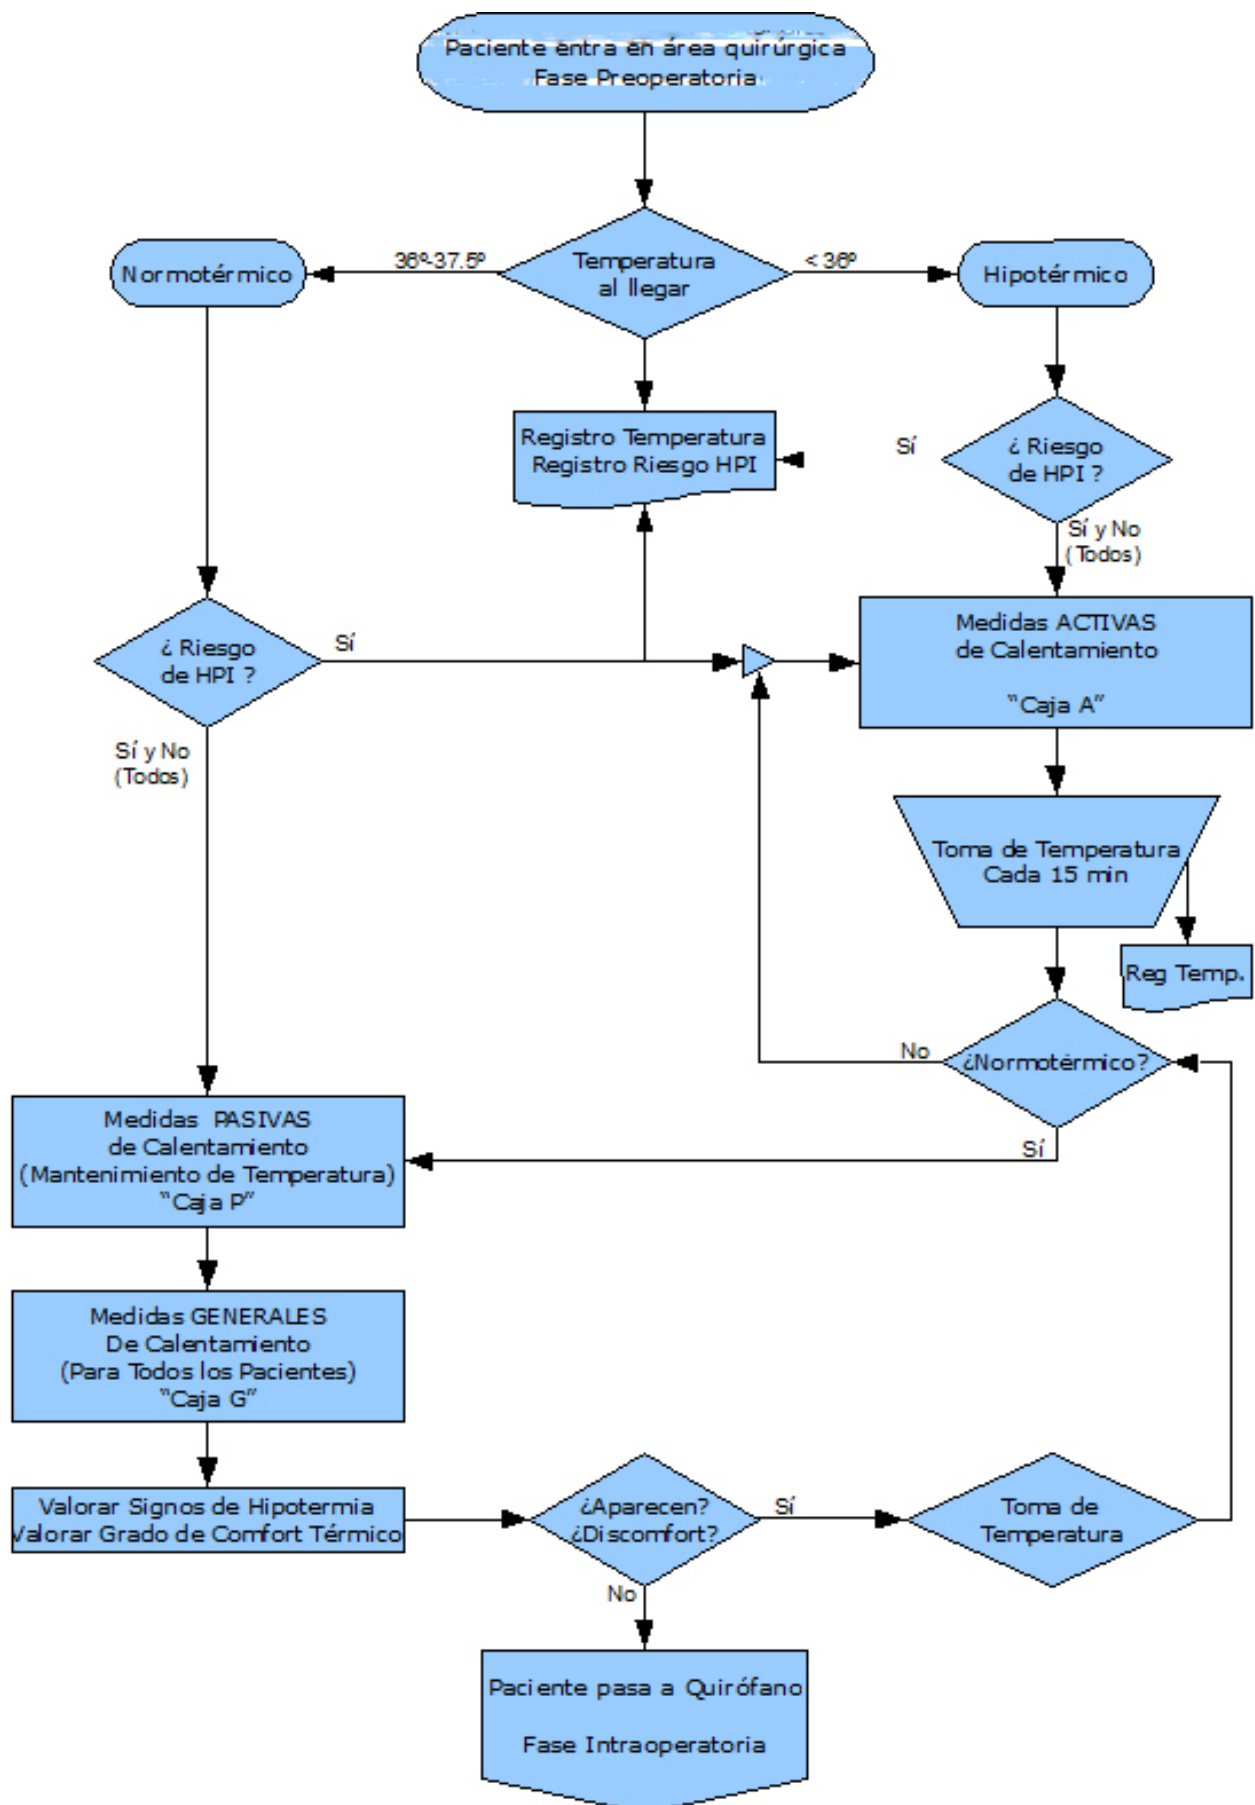 Paciente entra en área quirúrgica
Fase Preoperatoria
Normotérmico
36º-37.5º
Temperatura
al llegar
< 36º
Hipotérmico
Registro Temperatura
Registro Riesgo HPI
Sí
¿ Riesgo
de HPI ?
Sí y No
(Todos)
¿ Riesgo
de HPI ?
Sí
Medidas ACTIVAS
de Calentamiento
"Caja A"
Sí y No
(Todos)
Toma de Temperatura
Cada 15 min
Reg Temp.
No
¿Normotérmico?
Sí
Medidas PASIVAS
de Calentamiento
(Mantenimiento de Temperatura)
"Caja P"
Medidas GENERALES
De Calentamiento
(Para Todos los Pacientes)
"Caja G"
Valorar Signos de Hipotermia
Valorar Grado de Comfort Térmico
¿Aparecen?
¿Discomfort?
Sí
Toma de
Temperatura
No
Paciente pasa a Quirófano
Fase Intraoperatoria